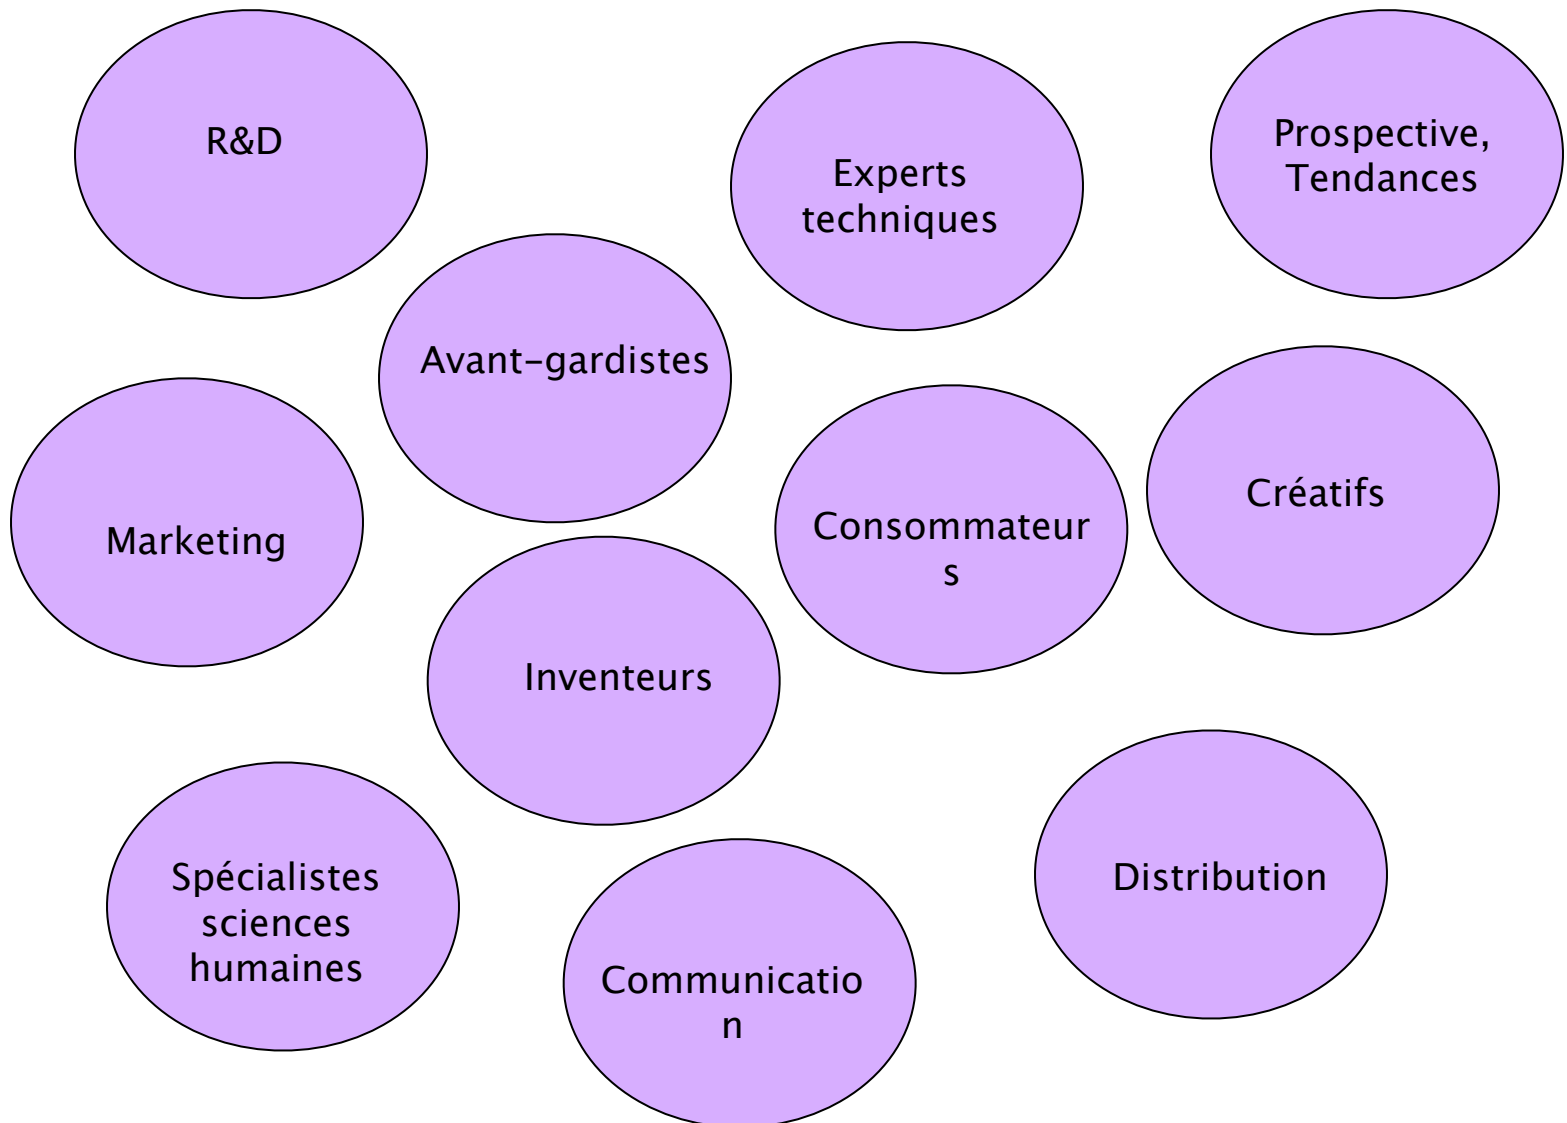 R&D
Experts
techniques
Prospective,
Tendances
Avant-gardistes
Marketing
Consommateur
s
Créatifs
Inventeurs
Spécialistes
sciences
humaines
Communicatio
n
Distribution